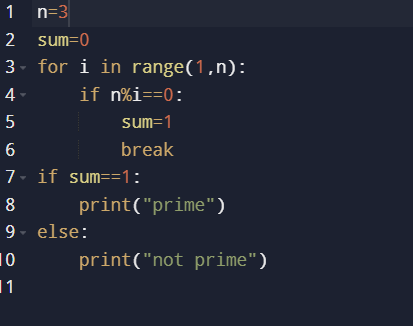 1 n=3
2 sum=0
3 for i in range(1,n):
4     if n%i==0:
5         sum=1
6         break
7 if sum==1:
8     print("prime")
9 else:
10     print("not prime")
11